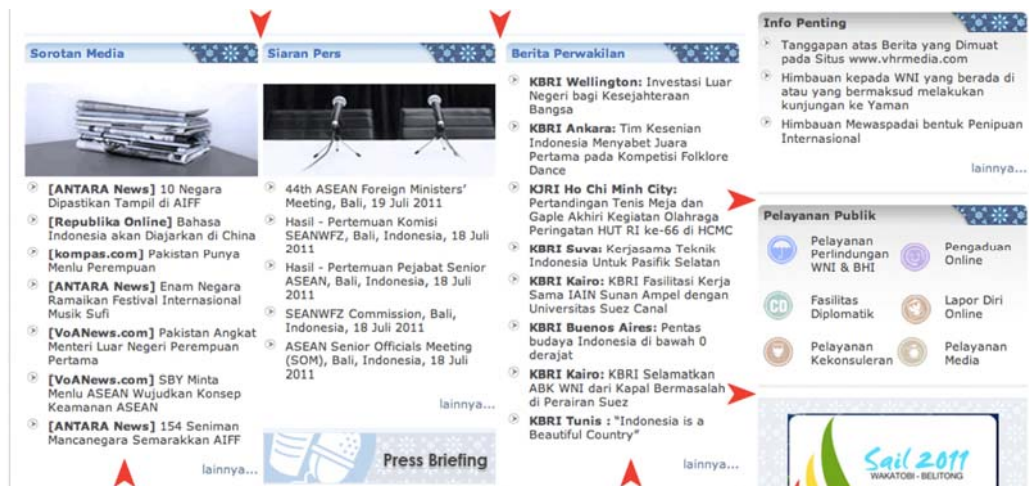 Sorotan Media
[ANTARA News] 10 Negara
Dipastikan Tampil di AIFF
[Republika Online] Bahasa
Indonesia akan Diajarkan di China
[kompas.com] Pakistan Punya
Menlu Perempuan
[ANTARA News] Enam Negara
Ramaikan Festival Internasional
Musik Sufi
[VoANews.com] Pakistan Angkat
Menteri Luar Negeri Perempuan
Pertama
[VoANews.com] SBY Minta
Menlu ASEAN Wujudkan Konsep
Keamanan ASEAN
[ANTARA News] 154 Seniman
Mancanegara Semarakkan AIFF
lainnya...
Siaran Pers
44th ASEAN Foreign Ministers'
Meeting, Bali, 19 Juli 2011
Hasil - Pertemuan Komisi
SEANWFZ, Bali, Indonesia, 18 Juli
2011
Hasil - Pertemuan Pejabat Senior
ASEAN, Bali, Indonesia, 18 Juli
2011
SEANWFZ Commission, Bali,
Indonesia, 18 Juli 2011
ASEAN Senior Officials Meeting
(SOM), Bali, Indonesia, 18 Juli
2011
lainnya...
Press Briefing
Berita Perwakilan
KBRI Wellington: Investasi Luar
Negeri bagi Kesejahteraan
Bangsa
KBRI Ankara: Tim Kesenian
Indonesia Menyabet Juara
Pertama pada Kompetisi Folklore
Dance
KJRI Ho Chi Minh City:
Pertandingan Tenis Meja dan
Gaple Akhiri Kegiatan Olahraga
Peringatan HUT RI ke-66 di HCMC
KBRI Suva: Kerjasama Teknik
Indonesia Untuk Pasifik Selatan
KBRI Kairo: KBRI Fasilitasi Kerja
Sama IAIN Sunan Ampel dengan
Universitas Suez Canal
KBRI Buenos Aires: Pentas
budaya Indonesia di bawah 0
derajat
KBRI Kairo: KBRI Selamatkan
ABK WNI dari Kapal Bermasalah
di Perairan Suez
KBRI Tunis : "Indonesia is a
Beautiful Country"
lainnya...
Info Penting
Tanggapan atas Berita yang Dimuat
pada Situs www.vhrmedia.com
Himbauan kepada WNI yang berada di
atau yang bermaksud melakukan
kunjungan ke Yaman
Himbauan Mewaspadai bentuk Penipuan
Internasional
lainnya...
Pelayanan Publik
Pelayanan
Perlindungan
WNI & BHI
Pengaduan
Online
CD
Fasilitas
Diplomatik
Lapor Diri
Online
Pelayanan
Kekonsuleran
Pelayanan
Media
Sail 2011
WAKATOBI - BELITONG